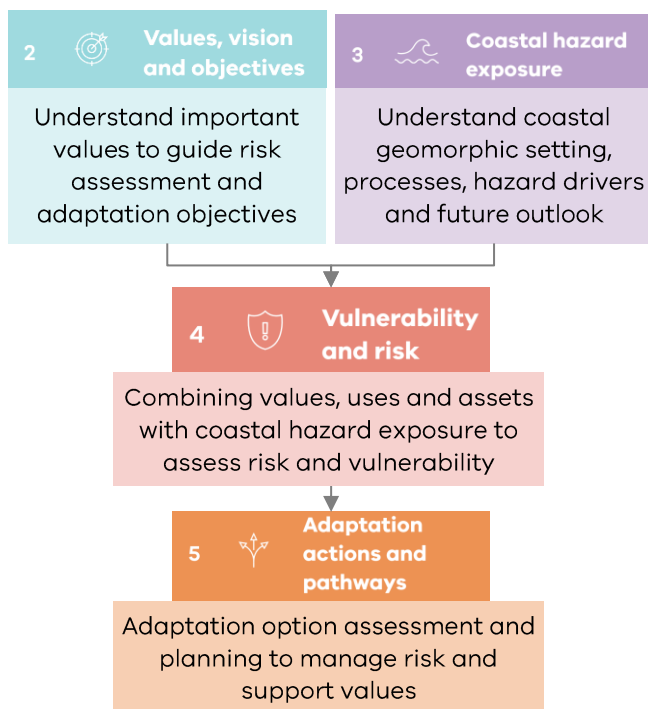 2
Values, vision
and objectives
Understand important
values to guide risk
assessment and
adaptation objectives
3
Coastal hazard
exposure
Understand coastal
geomorphic setting,
processes, hazard drivers
and future outlook
4
Vulnerability
and risk
Combining values, uses and assets
with coastal hazard exposure to
assess risk and vulnerability
5
Adaptation
actions and
pathways
Adaptation option assessment and
planning to manage risk and
support values